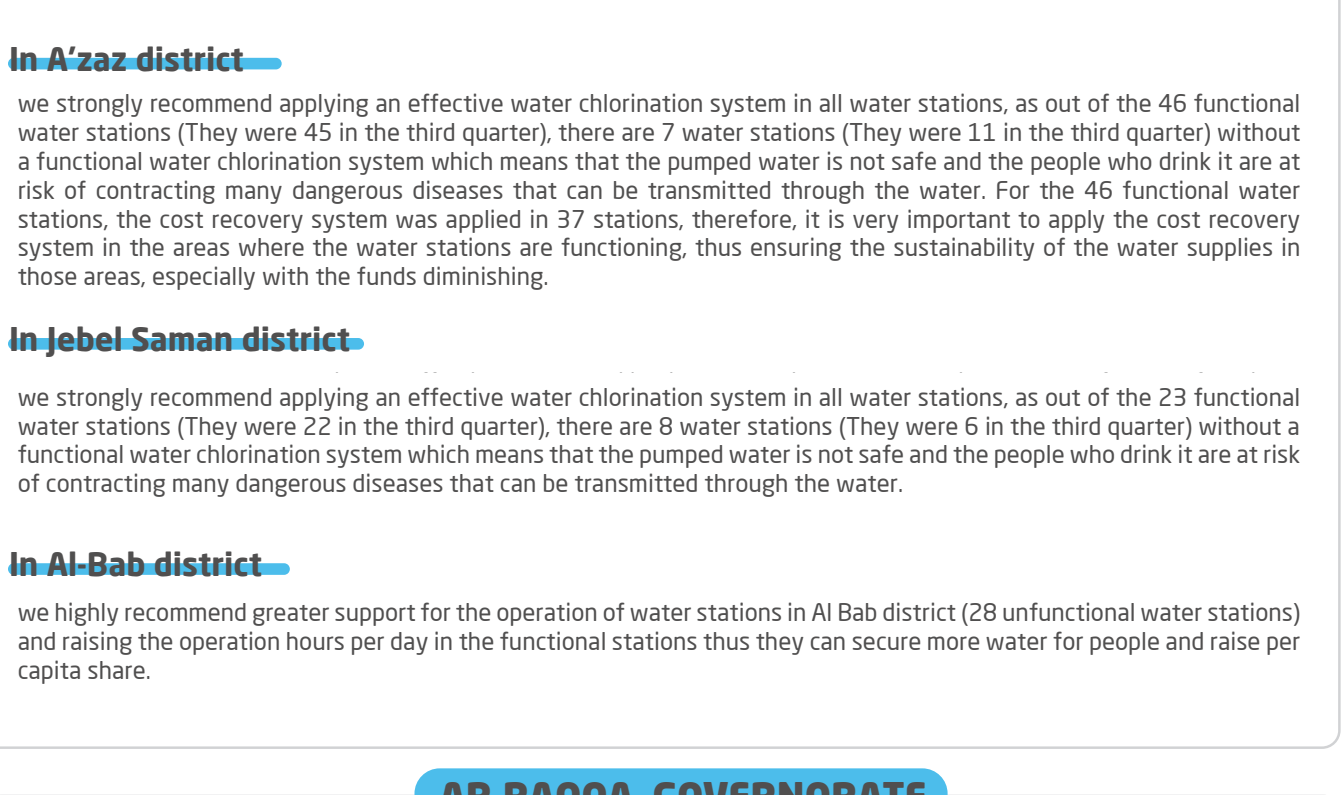 In A'zaz district
we strongly recommend applying an effective water chlorination system in all water stations, as out of the 46 functional
water stations (They were 45 in the third quarter), there are 7 water stations (They were 11 in the third quarter) without
a functional water chlorination system which means that the pumped water is not safe and the people who drink it are at
risk of contracting many dangerous diseases that can be transmitted through the water. For the 46 functional water
stations, the cost recovery system was applied in 37 stations, therefore, it is very important to apply the cost recovery
system in the areas where the water stations are functioning, thus ensuring the sustainability of the water supplies in
those areas, especially with the funds diminishing.
In Jebel Saman district
we strongly recommend applying an effective water chlorination system in all water stations, as out of the 23 functional
water stations (They were 22 in the third quarter), there are 8 water stations (They were 6 in the third quarter) without a
functional water chlorination system which means that the pumped water is not safe and the people who drink it are at risk
of contracting many dangerous diseases that can be transmitted through the water.
In Al-Bab district
we highly recommend greater support for the operation of water stations in Al Bab district (28 unfunctional water stations)
and raising the operation hours per day in the functional stations thus they can secure more water for people and raise per
capita share.
AR RAQQA GOVERNORATE